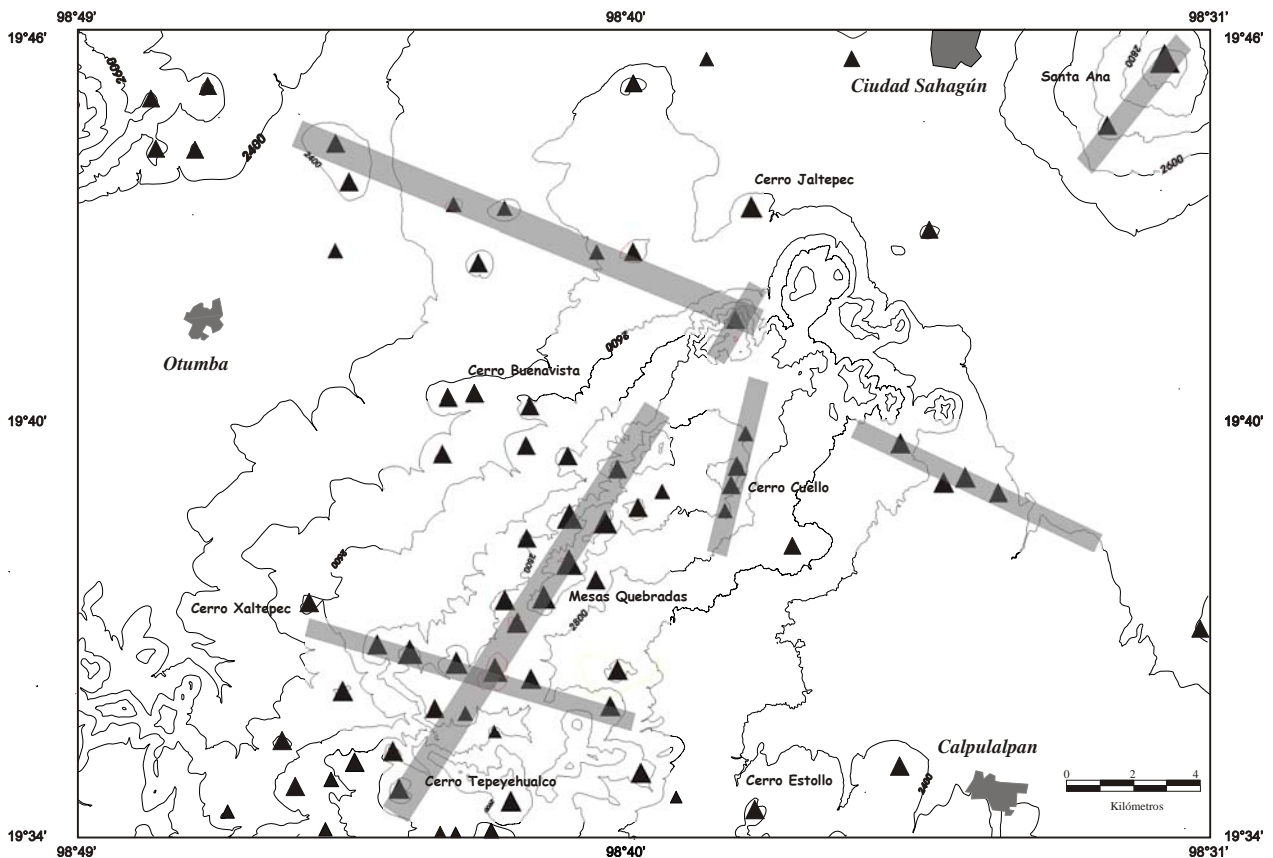 98°49'
98°40'
98°31'
19°46'
19°46'
2600
2800
Santa Ana
Ciudad Sahagún
2400
2400
2600
Cerro Jaltepec
Otumba
2600
Cerro Buenavista
19°40'
19°40'
Cerro Cuello
2600
2800
Cerro Xaltepec
Mesas Quebradas
2800
Calpulalpan
Cerro Tepeyehualco
Cerro Estollo
2400
0 2 4
Kilómetros
19°34'
19°34'
98°49'
98°40'
98°31'